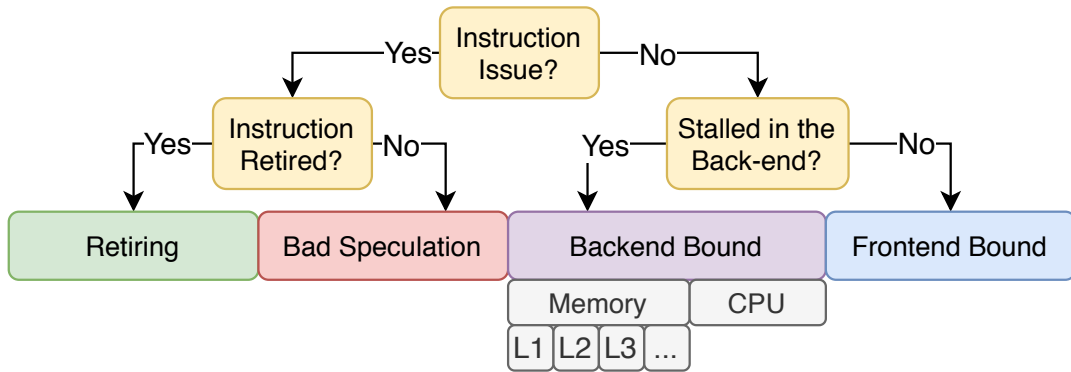 Instruction
Issue?
Yes
No
Instruction
Retired?
Stalled in the
Back-end?
Yes
No
Yes
No
Retiring
Bad Speculation
Backend Bound
Frontend Bound
Memory
CPU
L1
L2
L3
...